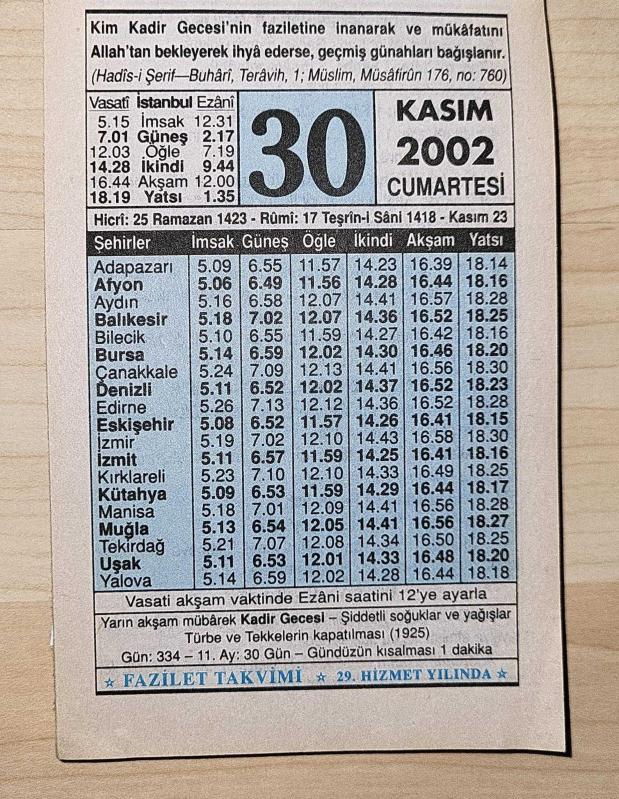 Kim Kadir Gecesi'nin faziletine inanarak ve mükâfatını
Allah'tan bekleyerek ihyâ ederse, geçmiş günahları bağışlanır.
(Hadîs-i Şerif—Buhârî, Terâvih, 1; Müslim, Müsâfirûn 176, no: 760)
Vasatî İstanbul Ezânî
5.15 İmsak 12.31
7.01 Güneş 2.17
12.03 Öğle 7.19
14.28 İkindi 9.44
16.44 Akşam 12.00
18.19 Yatsı 1.35
30
KASIM
2002
CUMARTESİ
Hicrî: 25 Ramazan 1423 - Rûmi: 17 Teşrîn-i Sâni 1418 - Kasım 23
Şehirler İmsak Güneş Öğle İkindi Akşam Yatsı
Adapazarı 5.09 6.55 11.57 14.23 16.39 18.14
Afyon 5.06 6.49 11.56 14.28 16.44 18.16
Aydın 5.16 6.58 12.07 14.41 16.57 18.28
Balıkesir 5.18 7.02 12.07 14.36 16.52 18.25
Bilecik 5.10 6.55 11.59 14.27 16.42 18.16
Bursa 5.14 6.59 12.02 14.30 16.46 18.20
Çanakkale 5.24 7.09 12.13 14.41 16.56 18.30
Denizli 5.11 6.52 12.02 14.37 16.52 18.23
Edirne 5.26 7.13 12.12 14.36 16.52 18.28
Eskişehir 5.08 6.52 11.57 14.26 16.41 18.15
İzmir 5.19 7.02 12.10 14.43 16.58 18.30
İzmit 5.11 6.57 11.59 14.25 16.41 18.16
Kırklareli 5.23 7.10 12.10 14.33 16.49 18.25
Kütahya 5.09 6.53 11.59 14.29 16.44 18.17
Manisa 5.18 7.01 12.09 14.41 16.56 18.28
Muğla 5.13 6.54 12.05 14.41 16.56 18.27
Tekirdağ 5.21 7.07 12.08 14.34 16.50 18.25
Uşak 5.11 6.53 12.01 14.33 16.48 18.20
Yalova 5.14 6.59 12.02 14.28 16.44 18.18
Vasati akşam vaktinde Ezâni saatini 12'ye ayarla
Yarın akşam mübârek Kadir Gecesi – Şiddetli soğuklar ve yağışlar
Türbe ve Tekkelerin kapatılması (1925)
Gün: 334 – 11. Ay: 30 Gün – Gündüzün kısalması 1 dakika
☆ FAZİLET TAKVİMİ ☆ 29. HİZMET YILINDA ☆